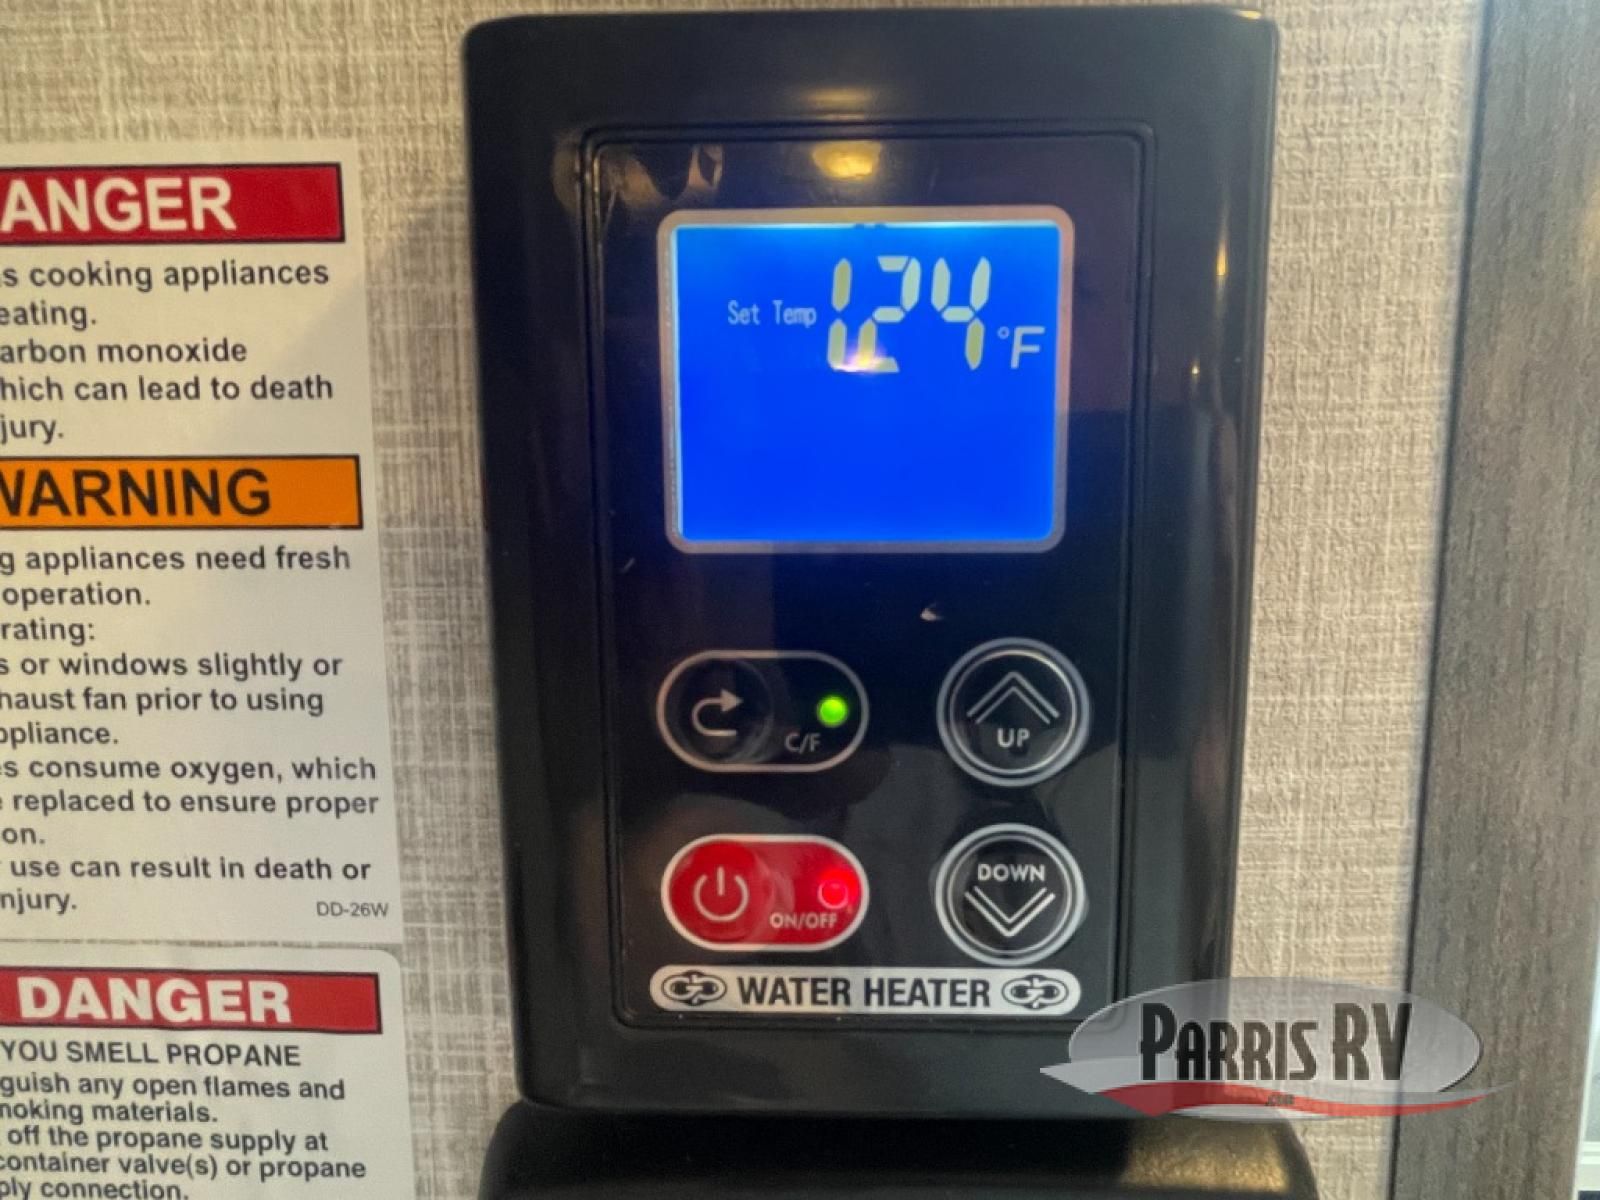 ANGER
s cooking appliances
eating.
arbon monoxide
hich can lead to death
jury.
WARNING
g appliances need fresh
operation.
rating:
s or windows slightly or
haust fan prior to using
ppliance.
es consume oxygen, which
e replaced to ensure proper
on.
use can result in death or
njury.
DD-26W
DANGER
YOU SMELL PROPANE
guish any open flames and
moking materials.
off the propane supply at
container valve(s) or propane
ply connection.
Set Temp 124 °F
C/F
UP
ON/OFF
DOWN
WATER HEATER
PARRIS RV
.com